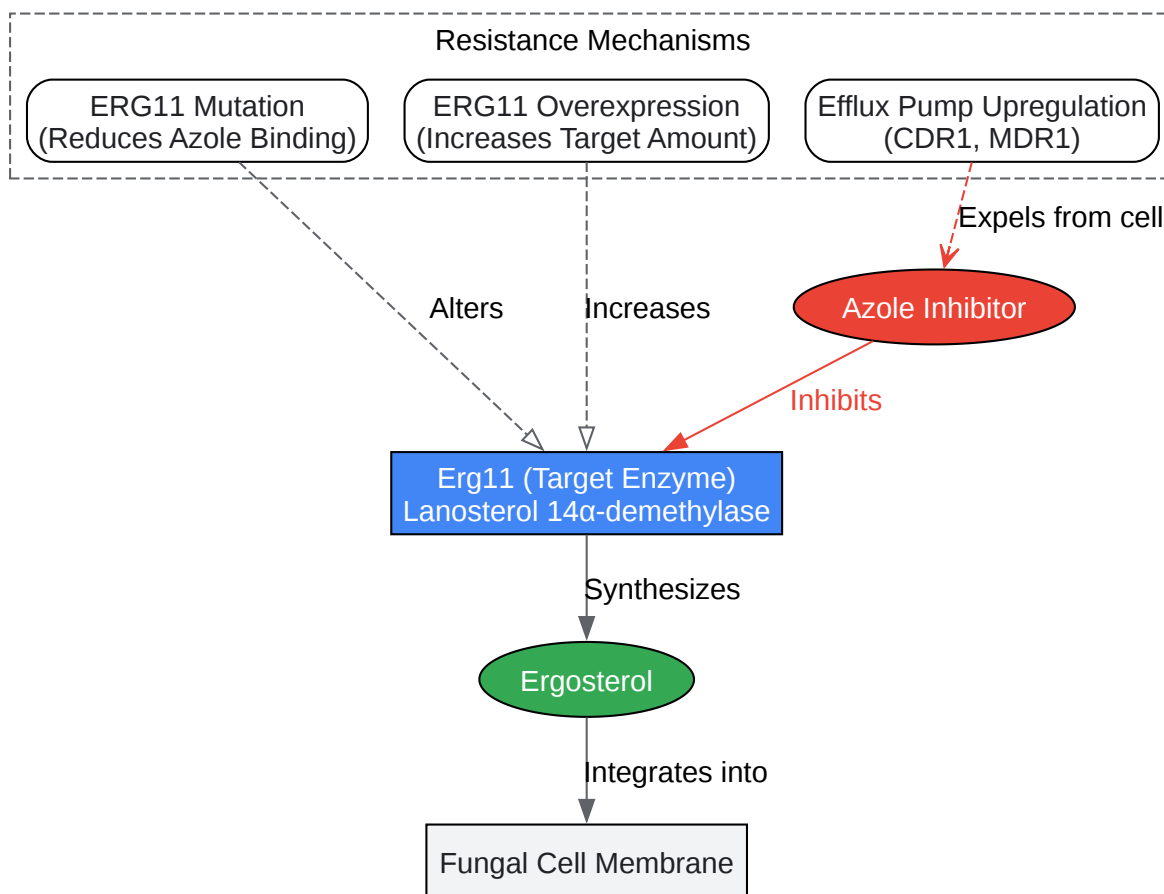 Resistance Mechanisms
ERG11 Mutation
(Reduces Azole Binding)
ERG11 Overexpression
(Increases Target Amount)
Efflux Pump Upregulation
(CDR1, MDR1)
Expels from cell
Alters
Increases
Azole Inhibitor
Inhibits
Erg11 (Target Enzyme)
Lanosterol 14α-demethylase
Synthesizes
Ergosterol
Integrates into
Fungal Cell Membrane